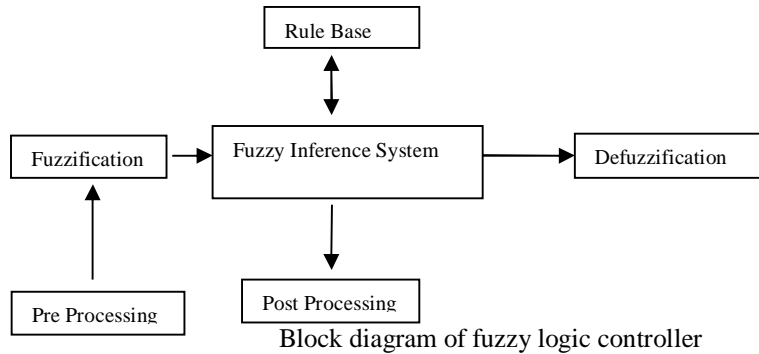 Rule Base
Fuzzification
Fuzzy Inference System
Defuzzification
Pre Processing
Post Processing
Block diagram of fuzzy logic controller